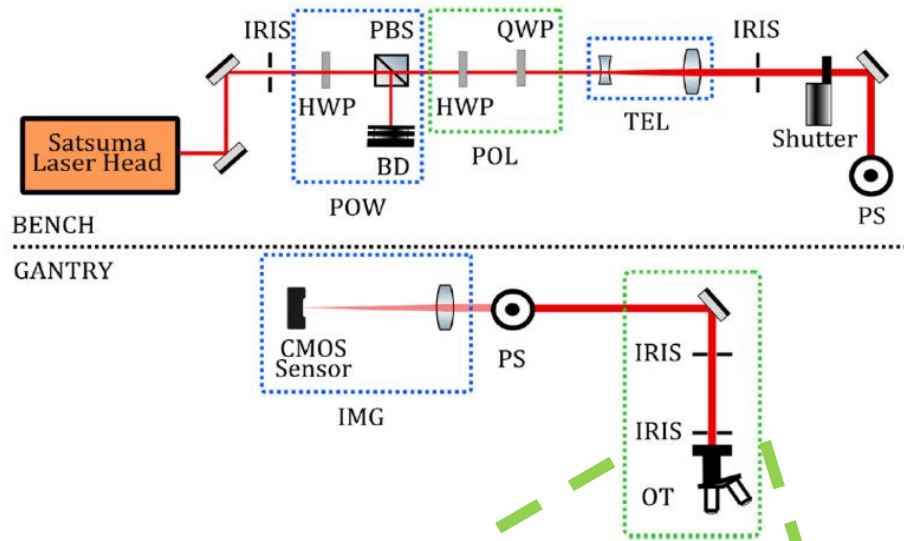 IRIS
PBS
QWP
IRIS
HWP
HWP
TEL
Shutter
Satsuma
Laser Head
BD
POL
POW
PS
BENCH
GANTRY
CMOS
Sensor
PS
IRIS
IMG
IRIS
OT